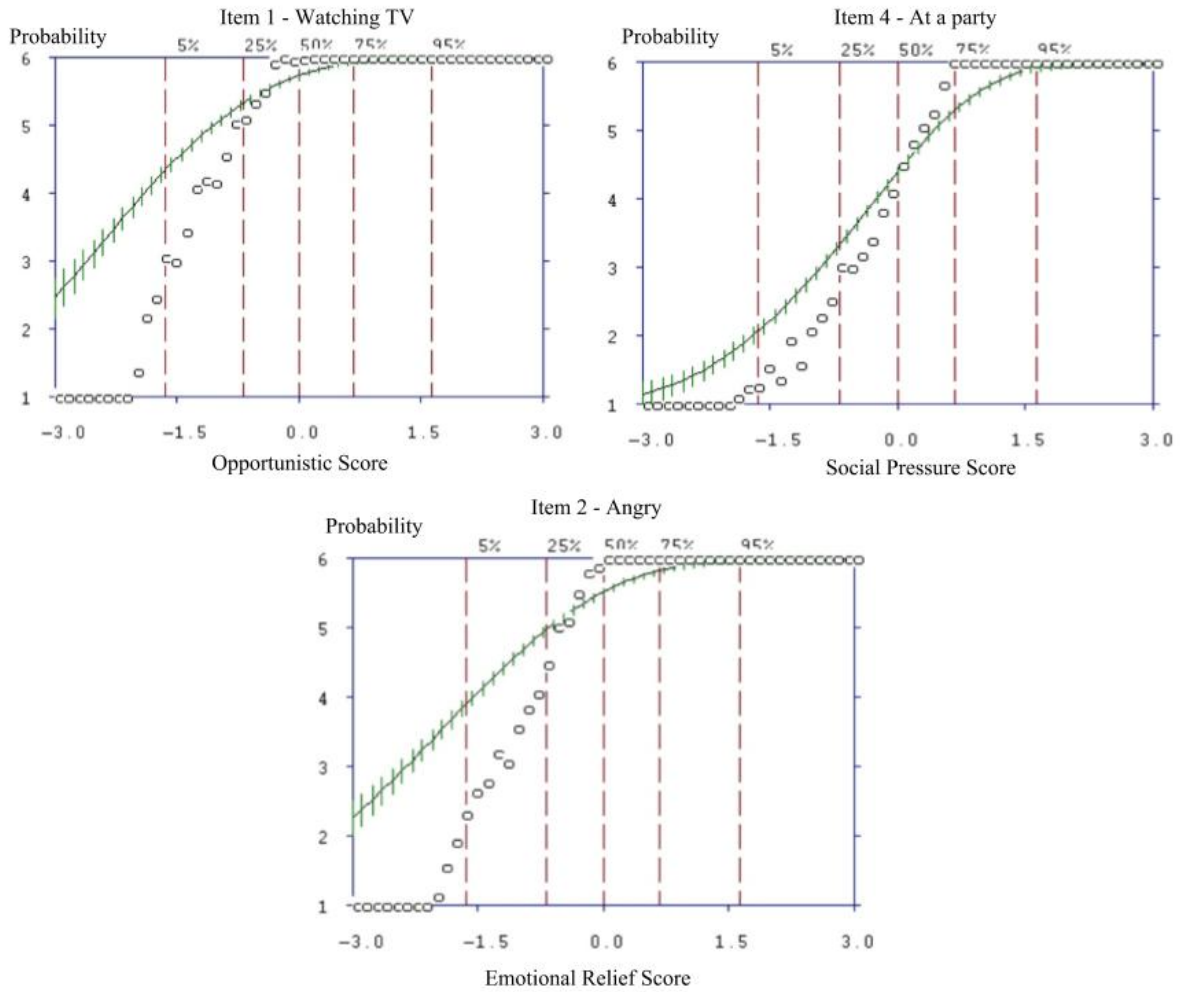 Item 1 - Watching TV
Probability
5% 25% 50% 75% 95%
6
5
4
3
2
1
-3.0 -1.5 0.0 1.5 3.0
Opportunistic Score
Item 4 - At a party
Probability
5% 25% 50% 75% 95%
6
5
4
3
2
1
-3.0 -1.5 0.0 1.5 3.0
Social Pressure Score
Item 2 - Angry
Probability
5% 25% 50% 75% 95%
6
5
4
3
2
1
-3.0 -1.5 0.0 1.5 3.0
Emotional Relief Score